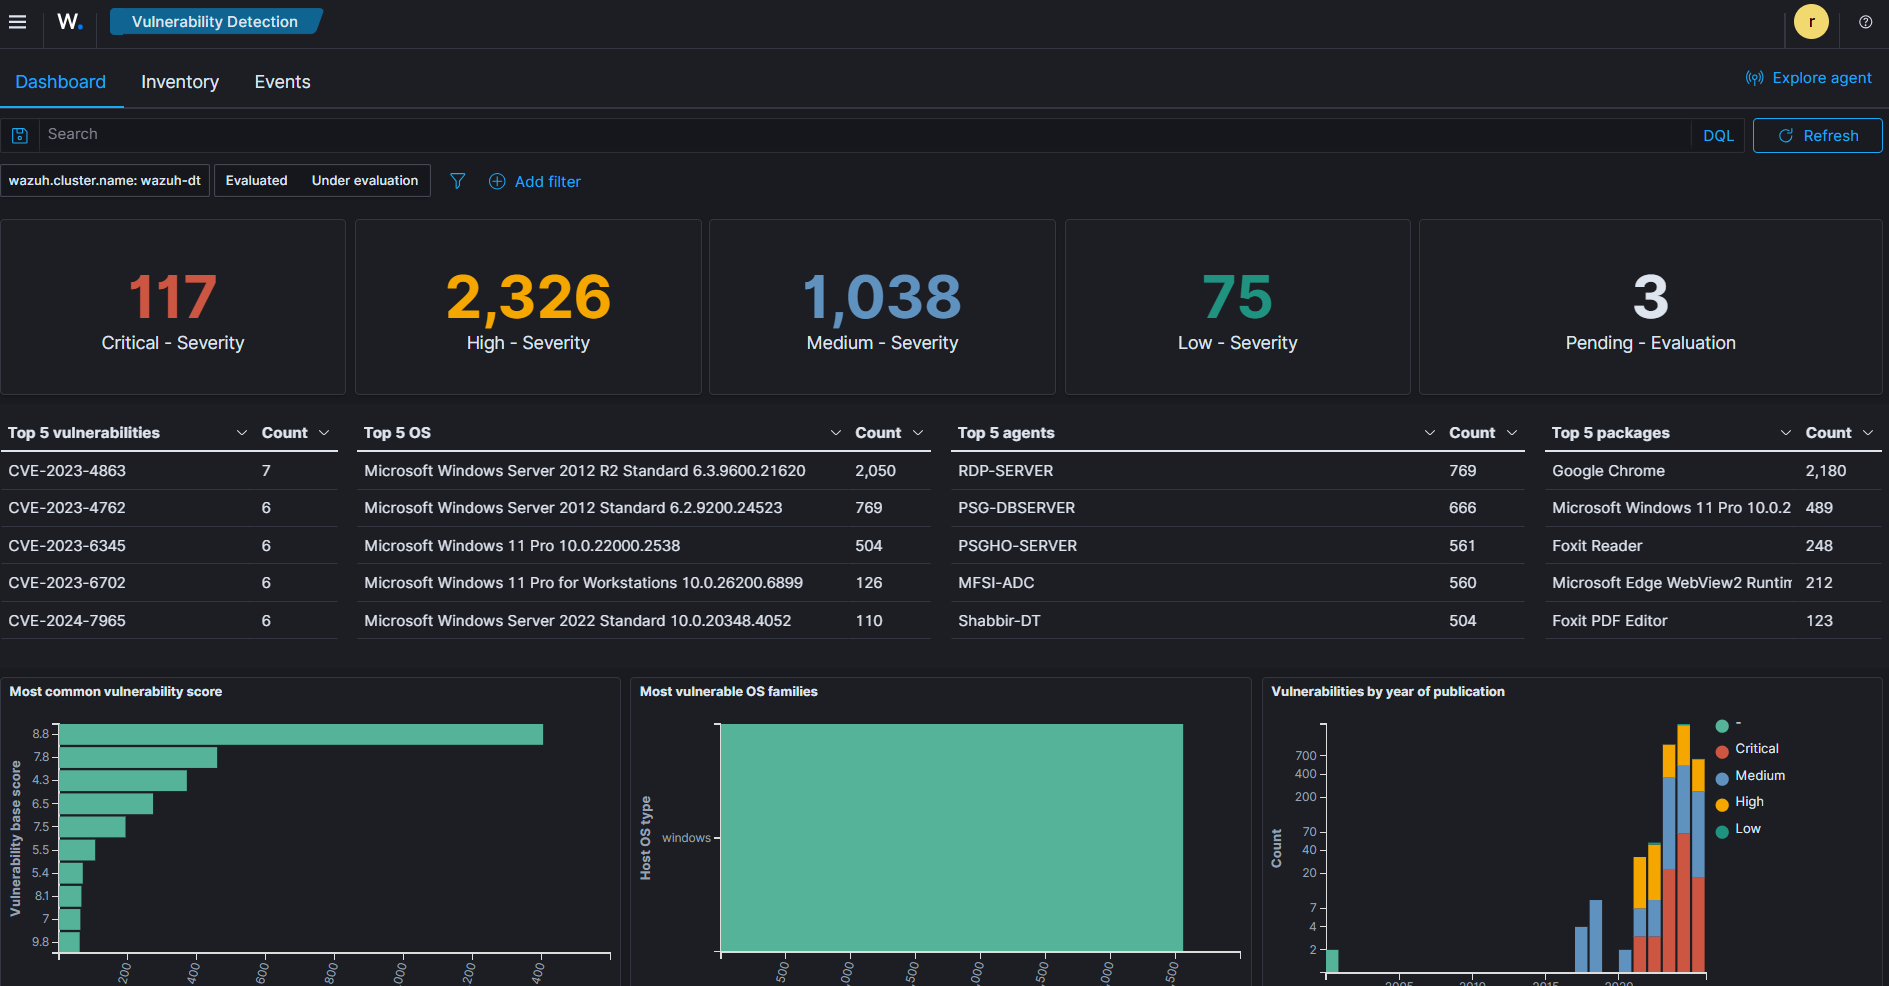 W.
Vulnerability Detection
r
Dashboard
Inventory
Events
Explore agent
Search
DQL
Refresh
wazuh.cluster.name: wazuh-dt
Evaluated
Under evaluation
Add filter
117
Critical - Severity
2,326
High - Severity
1,038
Medium - Severity
75
Low - Severity
3
Pending - Evaluation
Top 5 vulnerabilities Count
CVE-2023-4863 7
CVE-2023-4762 6
CVE-2023-6345 6
CVE-2023-6702 6
CVE-2024-7965 6
Top 5 OS Count
Microsoft Windows Server 2012 R2 Standard 6.3.9600.21620 2,050
Microsoft Windows Server 2012 Standard 6.2.9200.24523 769
Microsoft Windows 11 Pro 10.0.22000.2538 504
Microsoft Windows 11 Pro for Workstations 10.0.26200.6899 126
Microsoft Windows Server 2022 Standard 10.0.20348.4052 110
Top 5 agents Count
RDP-SERVER 769
PSG-DBSERVER 666
PSGHO-SERVER 561
MFSI-ADC 560
Shabbir-DT 504
Top 5 packages Count
Google Chrome 2,180
Microsoft Windows 11 Pro 10.0.2 489
Foxit Reader 248
Microsoft Edge WebView2 Runtim 212
Foxit PDF Editor 123
Most common vulnerability score
Vulnerability base score
8.8
7.8
4.3
6.5
7.5
5.5
5.4
8.1
7
9.8
200
400
600
800
000
200
400
Most vulnerable OS families
Host OS type
windows
500
000
500
000
500
000
500
Vulnerabilities by year of publication
Count
700
400
200
70
40
20
7
4
2
2005
2010
2015
2020
-
Critical
Medium
High
Low